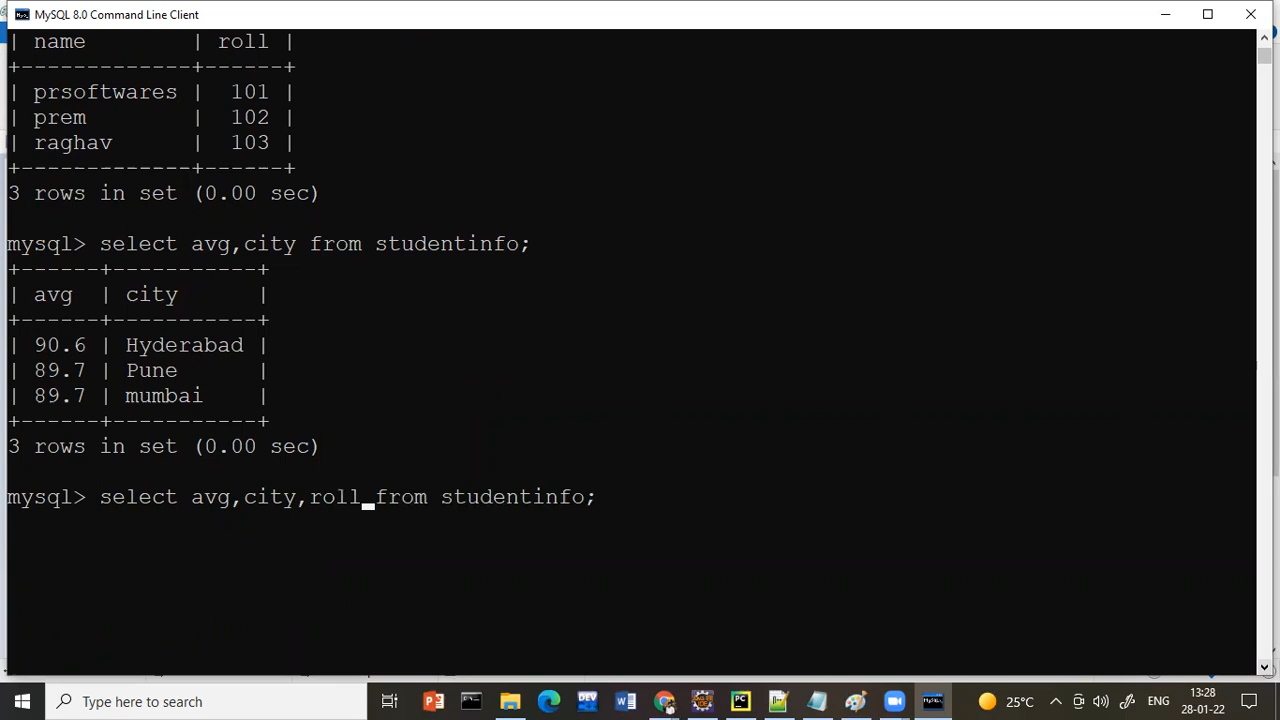 MySQL 8.0 Command Line Client
| name        | roll |
+-------------+------+
| prsoftwares |  101 |
| prem        |  102 |
| raghav      |  103 |
+-------------+------+
3 rows in set (0.00 sec)
mysql> select avg,city from studentinfo;
+------+-----------+
| avg  | city      |
+------+-----------+
| 90.6 | Hyderabad |
| 89.7 | Pune      |
| 89.7 | mumbai    |
+------+-----------+
3 rows in set (0.00 sec)
mysql> select avg,city,roll from studentinfo;
Type here to search
DEV
25°C
ENG
13:28
28-01-22